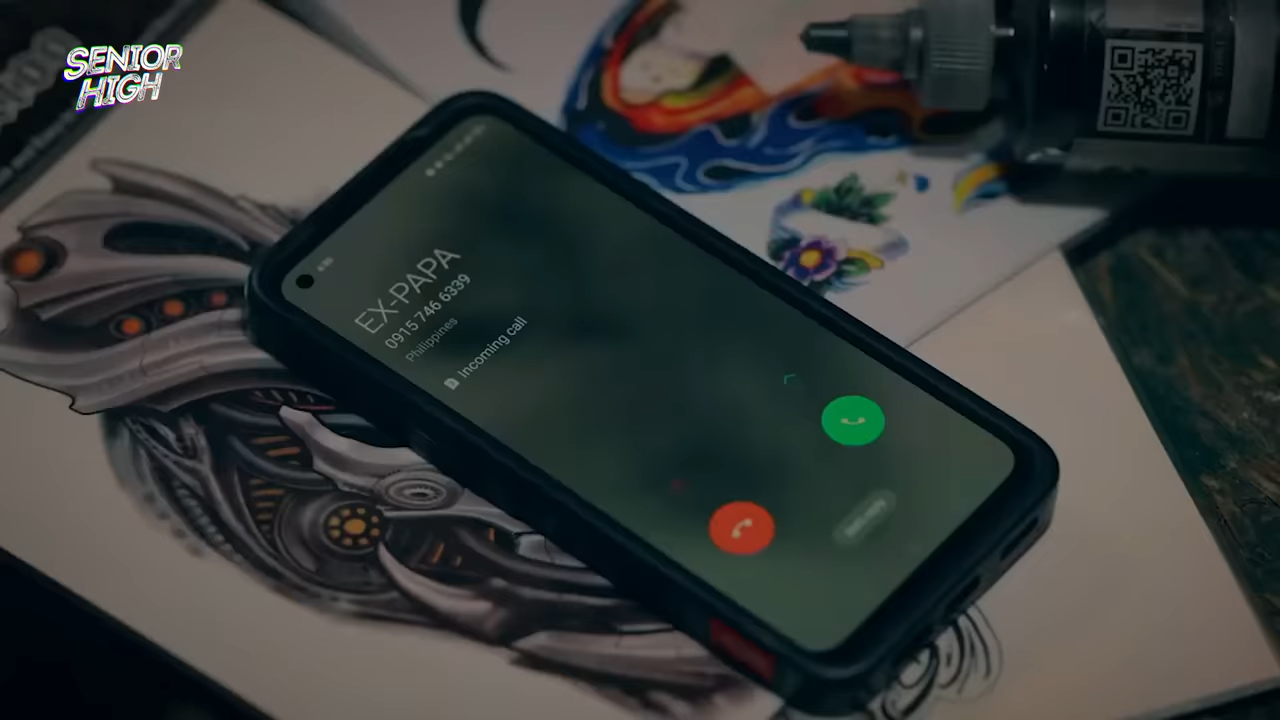 SENIOR
HIGH
EX-PAPA
0915 746 6339
Philippines
Incoming call